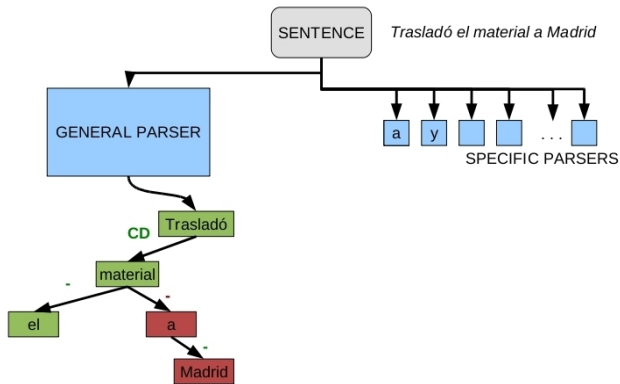 SENTENCE
Trasladó el material a Madrid
GENERAL PARSER
a
y
. . .
SPECIFIC PARSERS
Trasladó
CD
material
-
-
el
a
-
Madrid